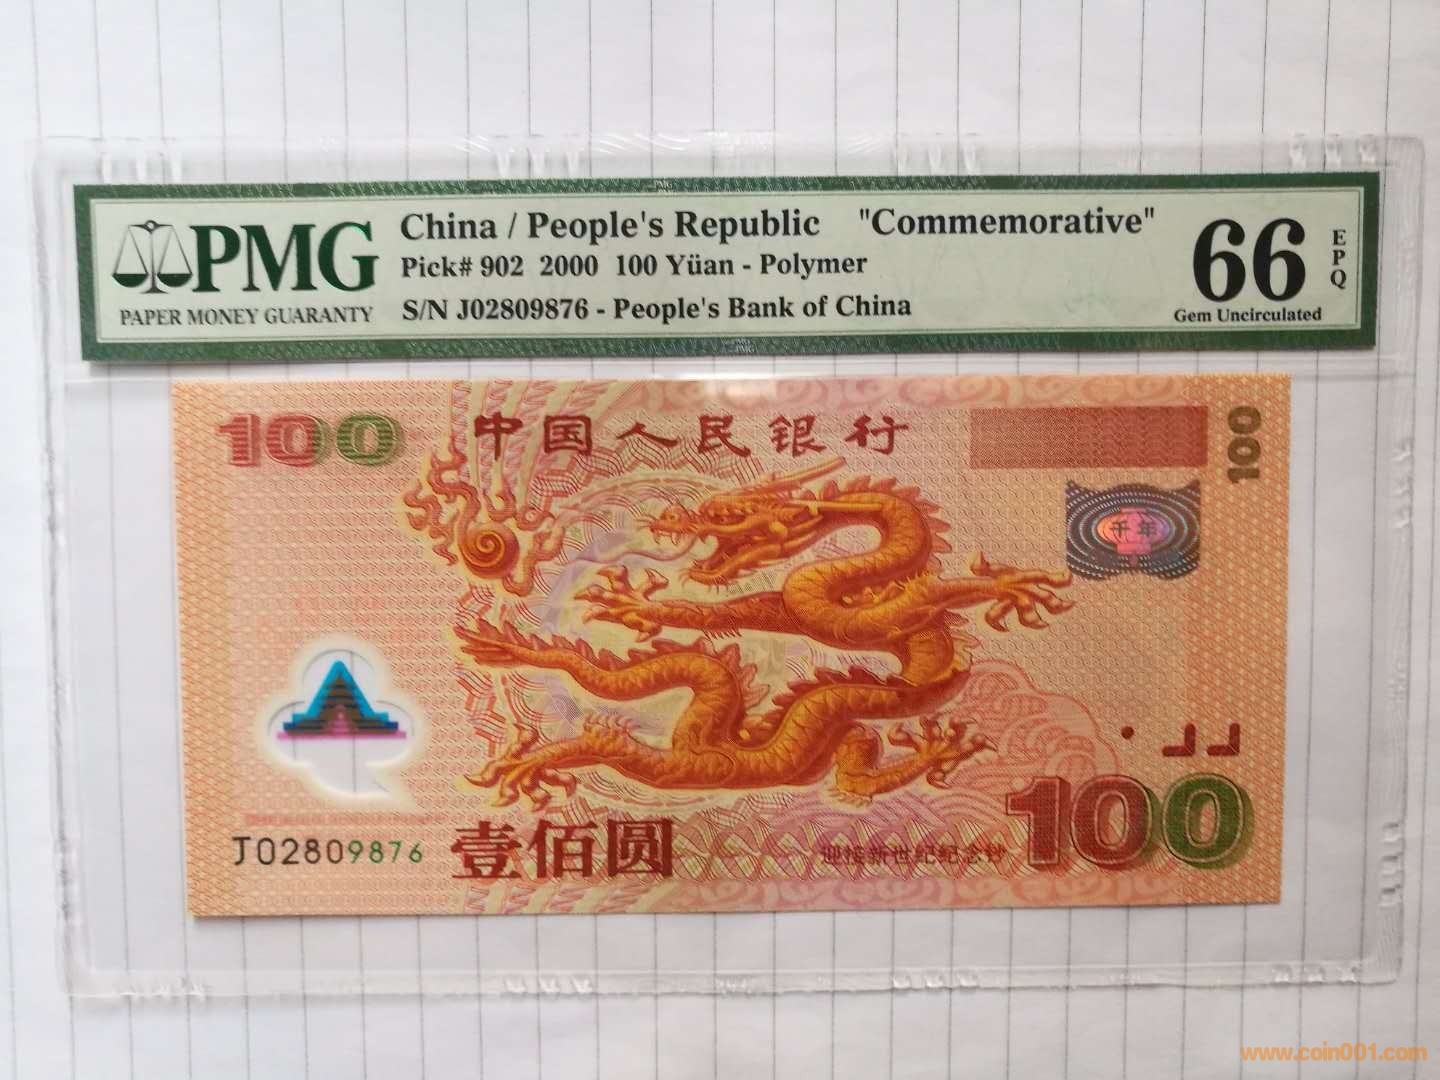 PMG
PAPER MONEY GUARANTY
China / People's Republic "Commemorative"
Pick# 902 2000 100 Yüan - Polymer
S/N J02809876 - People's Bank of China
66
EPQ
Gem Uncirculated
PMG
100
中国人民银行
100
千年
J02809876
壹佰圆
迎接新世纪纪念钞
100
www.coin001.com